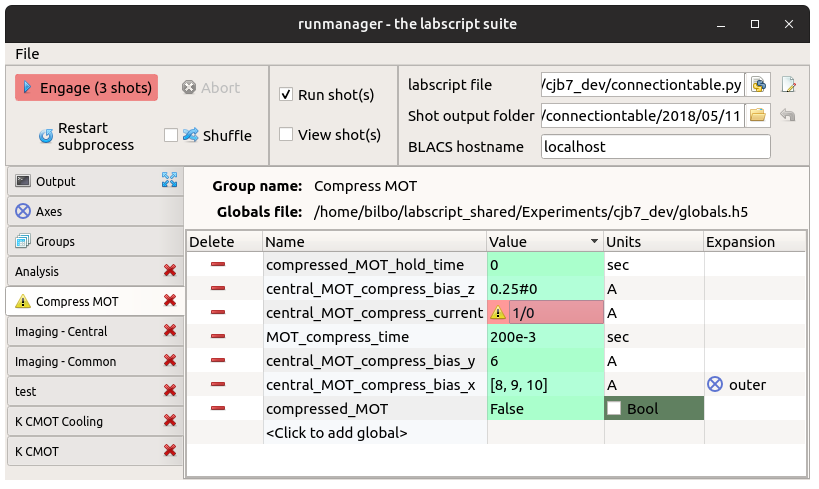 runmanager - the labscript suite
File
Engage (3 shots) Abort
Restart subprocess Shuffle
Run shot(s)
View shot(s)
labscript file /cjb7_dev/connectiontable.py
Shot output folder /connectiontable/2018/05/11
BLACS hostname localhost
Output
Axes
Groups
Analysis
Compress MOT
Imaging - Central
Imaging - Common
test
K CMOT Cooling
K CMOT
Group name: Compress MOT
Globals file: /home/bilbo/labscript_shared/Experiments/cjb7_dev/globals.h5
Delete Name Value Units Expansion
compressed_MOT_hold_time 0 sec
central_MOT_compress_bias_z 0.25#0 A
central_MOT_compress_current 1/0 A
MOT_compress_time 200e-3 sec
central_MOT_compress_bias_y 6 A
central_MOT_compress_bias_x [8, 9, 10] A outer
compressed_MOT False Bool
<Click to add global>